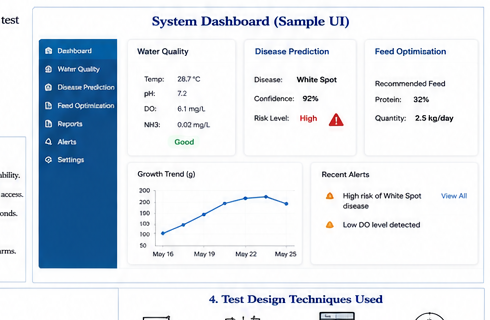 test
System Dashboard (Sample UI)
Dashboard
Water Quality
Disease Prediction
Feed Optimization
Reports
Alerts
Settings
Water Quality
Temp: 28.7 °C
pH: 7.2
DO: 6.1 mg/L
NH3: 0.02 mg/L
Good
Disease Prediction
Disease: White Spot
Confidence: 92%
Risk Level: High
Feed Optimization
Recommended Feed
Protein: 32%
Quantity: 2.5 kg/day
Growth Trend (g)
200
200
150
100
100
50
May 16 May 19 May 22 May 25
Recent Alerts
High risk of White Spot View All
disease
Low DO level detected
ability.
access.
onds.
arms.
4. Test Design Techniques Used